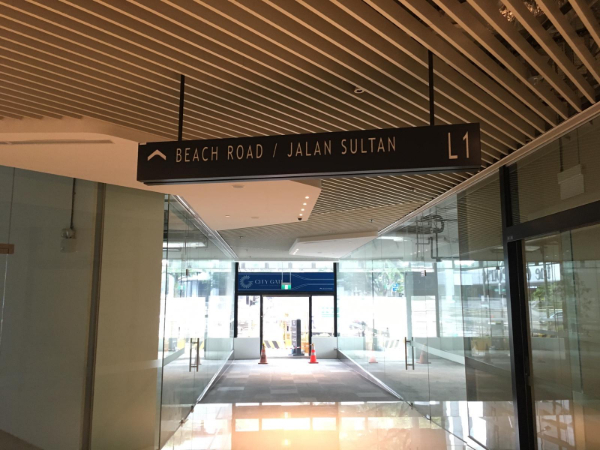 BEACH ROAD / JALAN SULTAN L1
CITY GATE